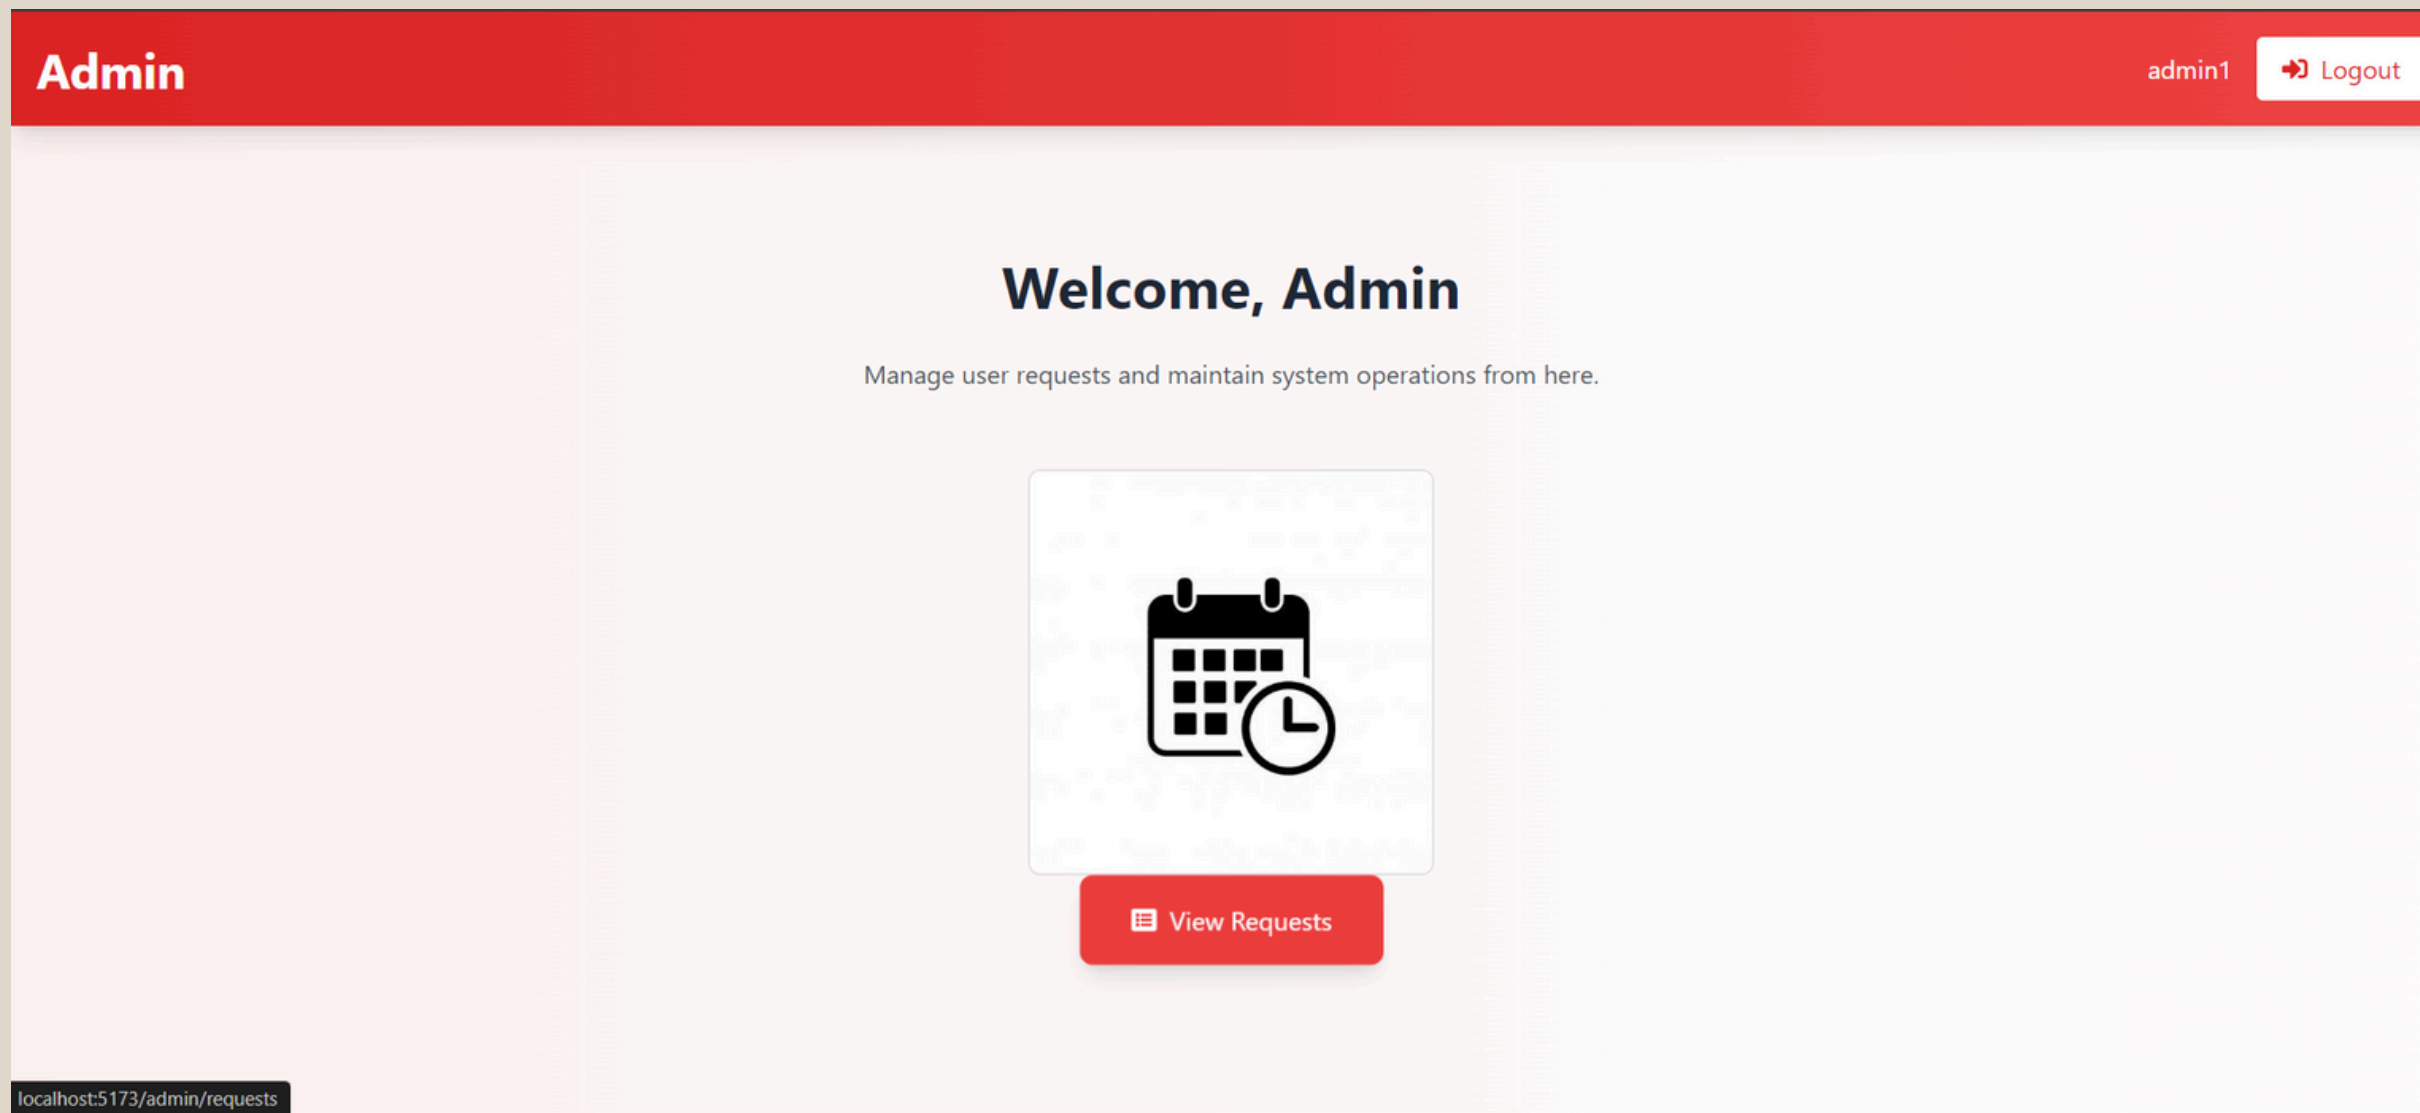 Admin
admin1
Logout
Welcome, Admin
Manage user requests and maintain system operations from here.
View Requests
localhost:5173/admin/requests